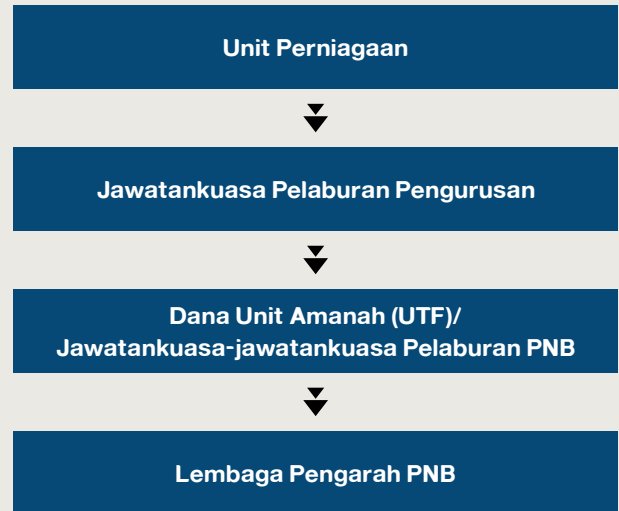 Unit Perniagaan
Jawatankuasa Pelaburan Pengurusan
Dana Unit Amanah (UTF)/
Jawatankuasa-jawatankuasa Pelaburan PNB
Lembaga Pengarah PNB